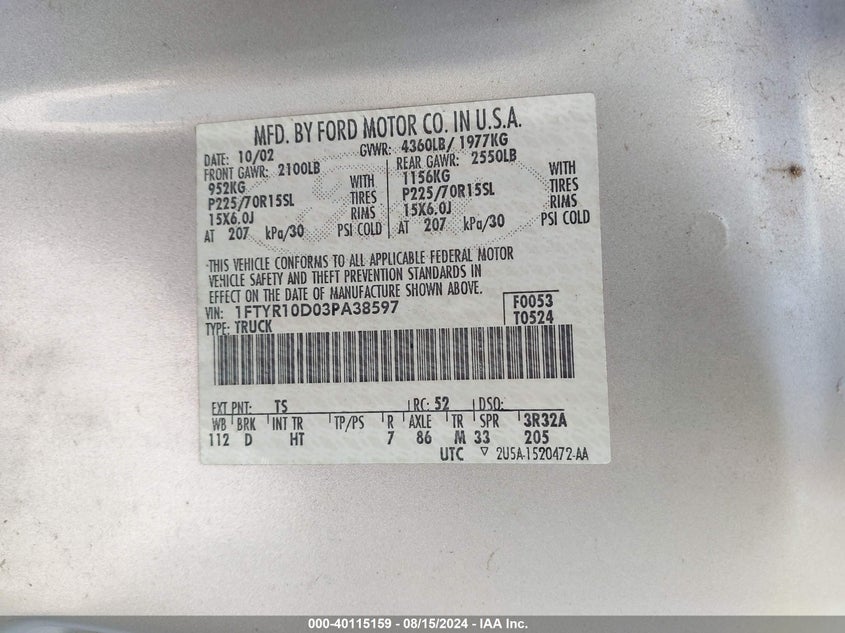 MFD. BY FORD MOTOR CO. IN U.S.A.
DATE: 10/02 GVWR: 4360LB/ 1977KG
FRONT GAWR: 2100LB REAR GAWR: 2550LB
952KG WITH 1156KG WITH
P225/70R15SL TIRES P225/70R15SL TIRES
15X6.0J RIMS 15X6.0J RIMS
AT 207 kPa/30 PSI COLD AT 207 kPa/30 PSI COLD
THIS VEHICLE CONFORMS TO ALL APPLICABLE FEDERAL MOTOR
VEHICLE SAFETY AND THEFT PREVENTION STANDARDS IN
EFFECT ON THE DATE OF MANUFACTURE SHOWN ABOVE.
VIN: 1FTYR10D03PA38597 F0053
TYPE: TRUCK T0524
EXT PNT: TS RC: 52 DSO:
WB BRK INT TR TP/PS R AXLE TR SPR 3R32A
112 D HT 7 86 M 33 205
UTC ▽ 2U5A-1520472-AA
000-40115159 - 08/15/2024 - IAA Inc.